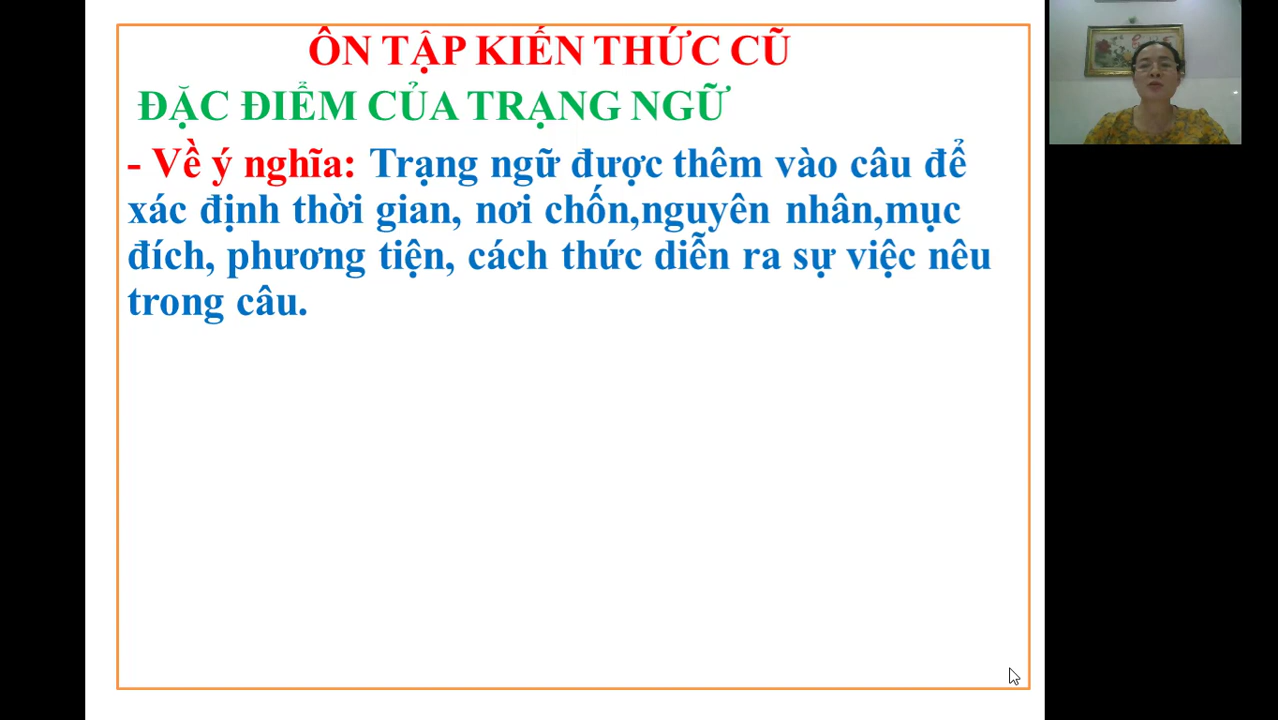 ÔN TẬP KIẾN THỨC CŨ
ĐẶC ĐIỂM CỦA TRẠNG NGỮ
- Về ý nghĩa: Trạng ngữ được thêm vào câu để
xác định thời gian, nơi chốn,nguyên nhân,mục
đích, phương tiện, cách thức diễn ra sự việc nêu
trong câu.